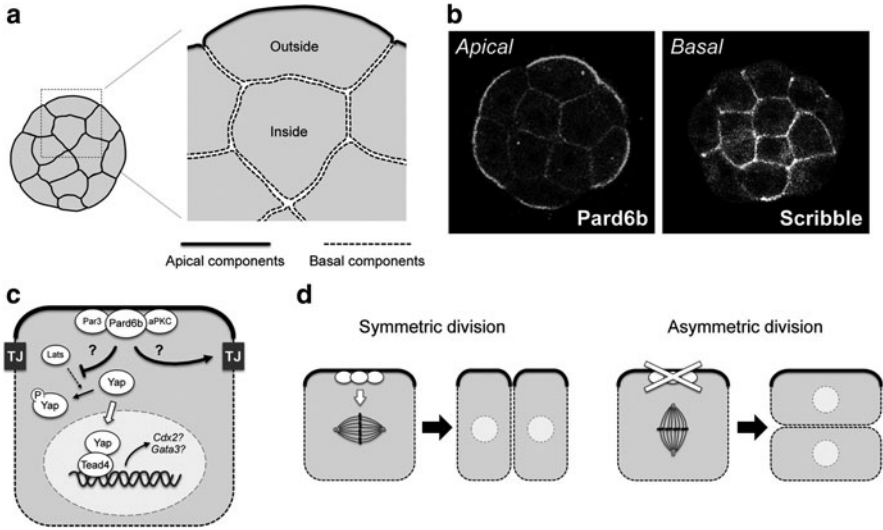 a
Outside
Inside
Apical components
Basal components
b
Apical
Basal
Pard6b
Scribble
c
Par3
Pard6b
aPKC
TJ
TJ
?
?
Lats
Yap
P
Yap
Yap
Tead4
Cdx2?
Gata3?
d
Symmetric division
Asymmetric division